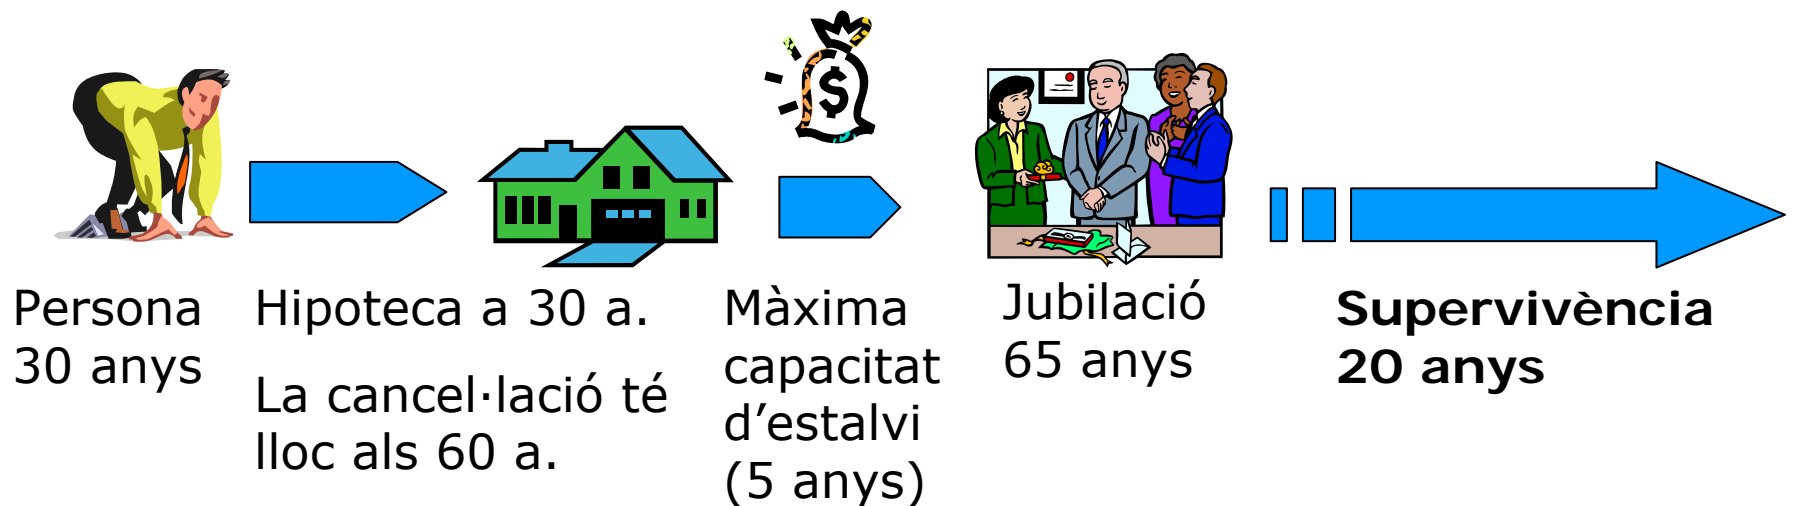 Persona
30 anys
Hipoteca a 30 a.
La cancel·lació té
lloc als 60 a.
Màxima
capacitat
d’estalvi
(5 anys)
Jubilació
65 anys
Supervivència
20 anys
$